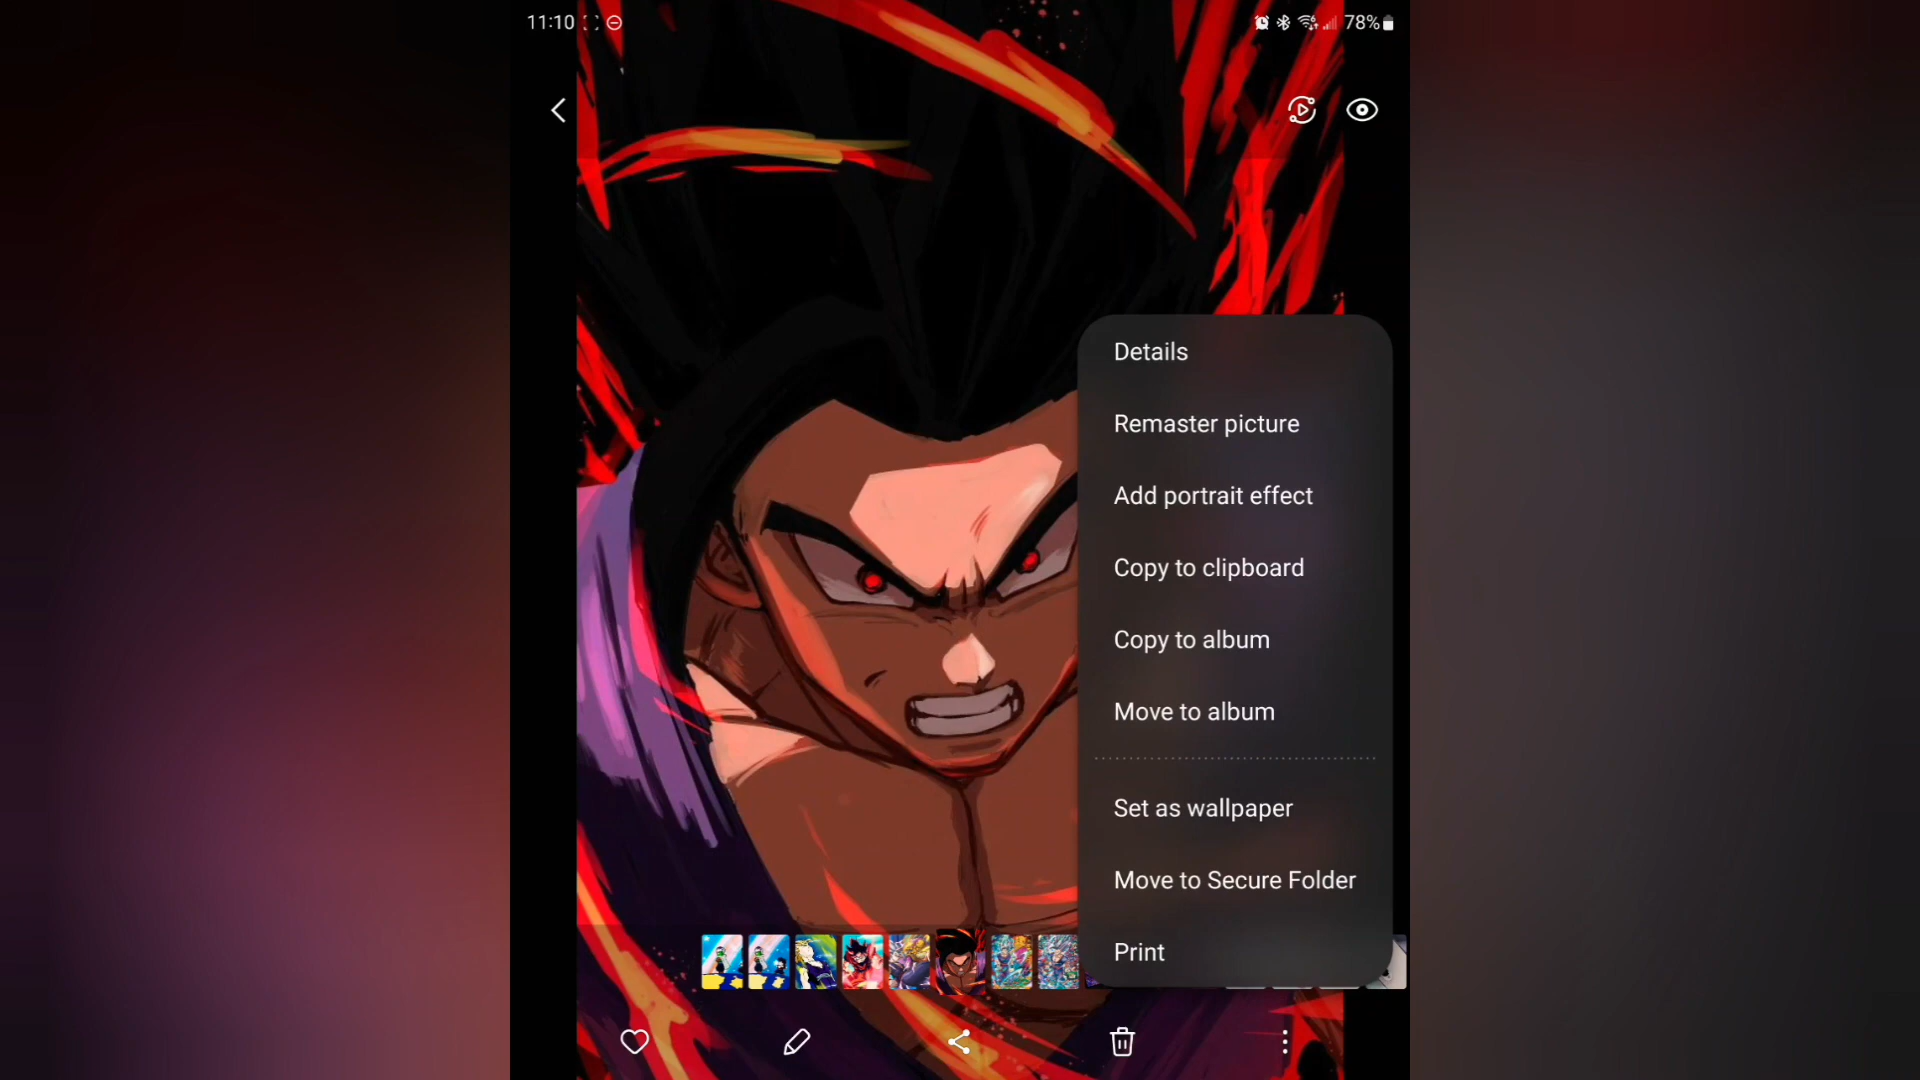 11:10
78%
Details
Remaster picture
Add portrait effect
Copy to clipboard
Copy to album
Move to album
Set as wallpaper
Move to Secure Folder
Print